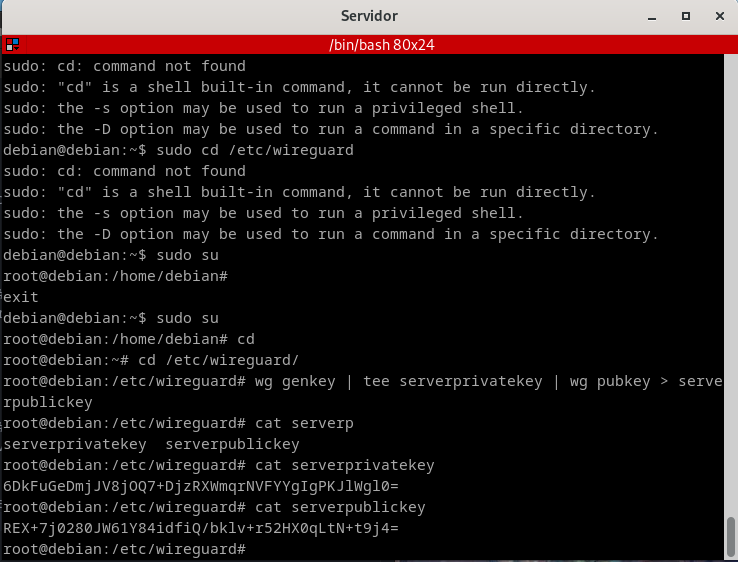 Servidor
/bin/bash 80x24
sudo: cd: command not found
sudo: "cd" is a shell built-in command, it cannot be run directly.
sudo: the -s option may be used to run a privileged shell.
sudo: the -D option may be used to run a command in a specific directory.
debian@debian:~$ sudo cd /etc/wireguard
sudo: cd: command not found
sudo: "cd" is a shell built-in command, it cannot be run directly.
sudo: the -s option may be used to run a privileged shell.
sudo: the -D option may be used to run a command in a specific directory.
debian@debian:~$ sudo su
root@debian:/home/debian#
exit
debian@debian:~$ sudo su
root@debian:/home/debian# cd
root@debian:~# cd /etc/wireguard/
root@debian:/etc/wireguard# wg genkey | tee serverprivatekey | wg pubkey > serve
rpublickey
root@debian:/etc/wireguard# cat serverp
serverprivatekey  serverpublickey
root@debian:/etc/wireguard# cat serverprivatekey
6DkFuGeDmjJV8jOQ7+DjzRXWmqrNVFYYgIgPKJlWgl0=
root@debian:/etc/wireguard# cat serverpublickey
REX+7j0280JW61Y84idfiQ/bklv+r52HX0qLtN+t9j4=
root@debian:/etc/wireguard#